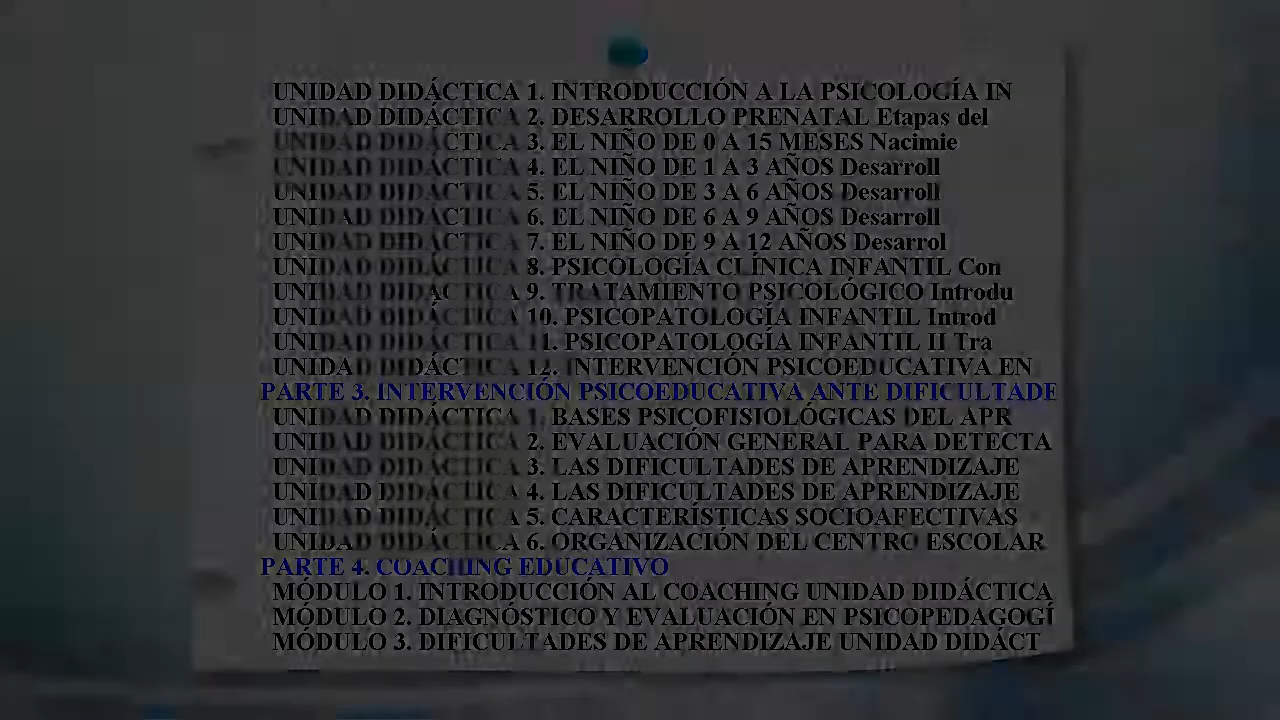 UNIDAD DIDÁCTICA 1. INTRODUCCIÓN A LA PSICOLOGÍA IN
UNIDAD DIDÁCTICA 2. DESARROLLO PRENATAL Etapas del
UNIDAD DIDÁCTICA 3. EL NIÑO DE 0 A 15 MESES Nacimie
UNIDAD DIDÁCTICA 4. EL NIÑO DE 1 A 3 AÑOS Desarroll
UNIDAD DIDÁCTICA 5. EL NIÑO DE 3 A 6 AÑOS Desarroll
UNIDAD DIDÁCTICA 6. EL NIÑO DE 6 A 9 AÑOS Desarroll
UNIDAD DIDÁCTICA 7. EL NIÑO DE 9 A 12 AÑOS Desarrol
UNIDAD DIDÁCTICA 8. PSICOLOGÍA CLÍNICA INFANTIL Con
UNIDAD DIDÁCTICA 9. TRATAMIENTO PSICOLÓGICO Introdu
UNIDAD DIDÁCTICA 10. PSICOPATOLOGÍA INFANTIL Introd
UNIDAD DIDÁCTICA 11. PSICOPATOLOGÍA INFANTIL II Tra
UNIDAD DIDÁCTICA 12. INTERVENCIÓN PSICOEDUCATIVA EN
PARTE 3. INTERVENCIÓN PSICOEDUCATIVA ANTE DIFICULTADE
UNIDAD DIDÁCTICA 1. BASES PSICOFISIOLÓGICAS DEL APR
UNIDAD DIDÁCTICA 2. EVALUACIÓN GENERAL PARA DETECTA
UNIDAD DIDÁCTICA 3. LAS DIFICULTADES DE APRENDIZAJE
UNIDAD DIDÁCTICA 4. LAS DIFICULTADES DE APRENDIZAJE
UNIDAD DIDÁCTICA 5. CARACTERÍSTICAS SOCIOAFECTIVAS
UNIDAD DIDÁCTICA 6. ORGANIZACIÓN DEL CENTRO ESCOLAR
PARTE 4. COACHING EDUCATIVO
MÓDULO 1. INTRODUCCIÓN AL COACHING UNIDAD DIDÁCTICA
MÓDULO 2. DIAGNÓSTICO Y EVALUACIÓN EN PSICOPEDAGOGÍ
MÓDULO 3. DIFICULTADES DE APRENDIZAJE UNIDAD DIDÁCT